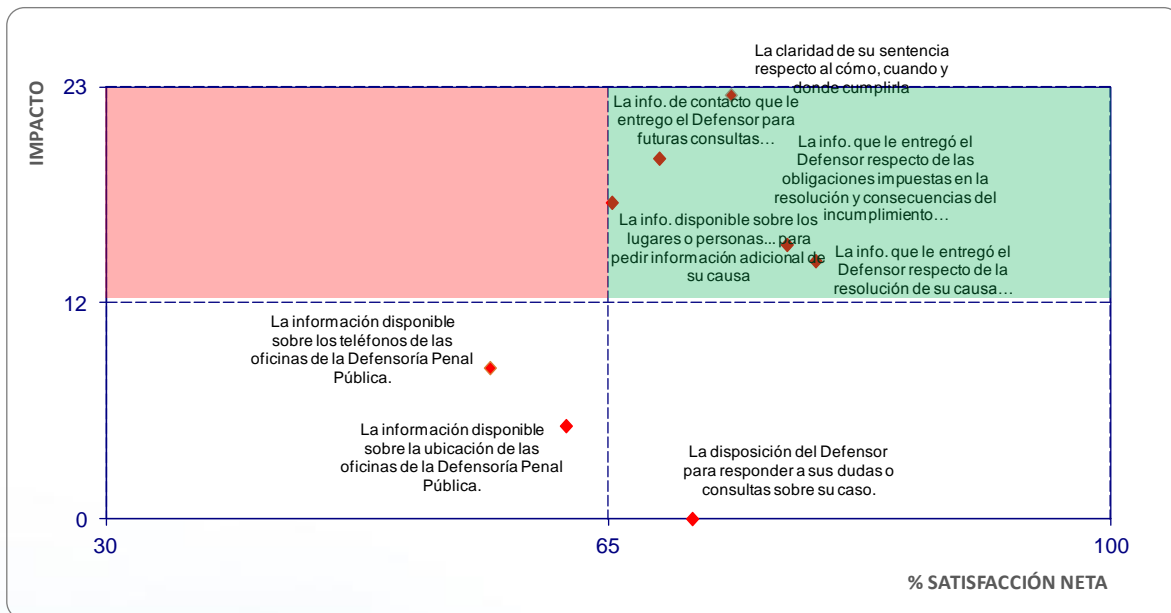 La claridad de su sentencia
respecto al cómo, cuando y
donde cumplirla
IMPACTO
23
La info. de contacto que le
entrego el Defensor para
futuras consultas…
La info. que le entregó el
Defensor respecto de las
obligaciones impuestas en la
resolución y consecuencias del
incumplimiento…
La info. disponible sobre los
lugares o personas... para
pedir información adicional de
su causa
La info. que le entregó el
Defensor respecto de la
resolución de su causa…
12
La información disponible
sobre los teléfonos de las
oficinas de la Defensoría Penal
Pública.
La información disponible
sobre la ubicación de las
oficinas de la Defensoría Penal
Pública.
La disposición del Defensor
para responder a sus dudas o
consultas sobre su caso.
0
30
65
100
% SATISFACCIÓN NETA